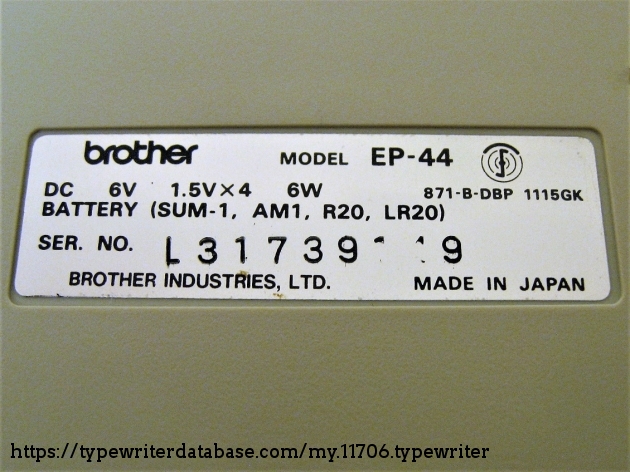 brother MODEL EP-44
DC 6V 1.5V×4 6W 871-B-DBP 1115GK
BATTERY (SUM-1, AM1, R20, LR20)
SER. NO.
BROTHER INDUSTRIES, LTD. MADE IN JAPAN
https://typewriterdatabase.com/my.11706.typewriter